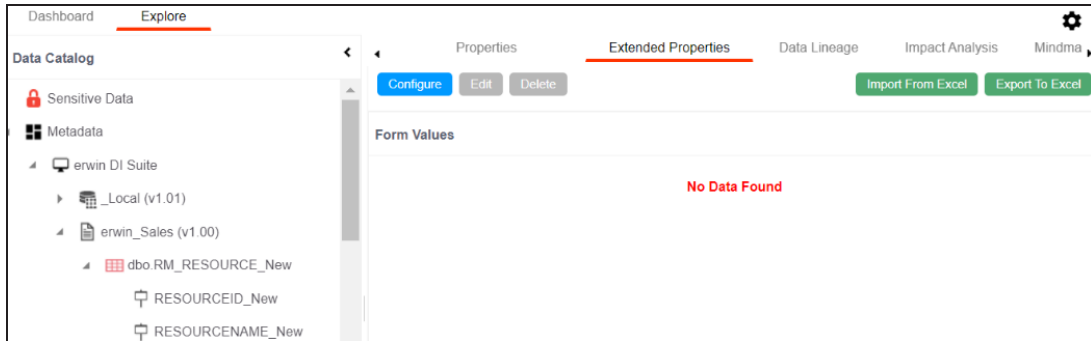 Dashboard Explore
Data Catalog
Properties Extended Properties Data Lineage Impact Analysis Mindma
Configure Edit Delete Import From Excel Export To Excel
Sensitive Data
Metadata
Form Values
erwin DI Suite
No Data Found
_Local (v1.01)
erwin_Sales (v1.00)
dbo.RM_RESOURCE_New
RESOURCEID_New
RESOURCENAME_New